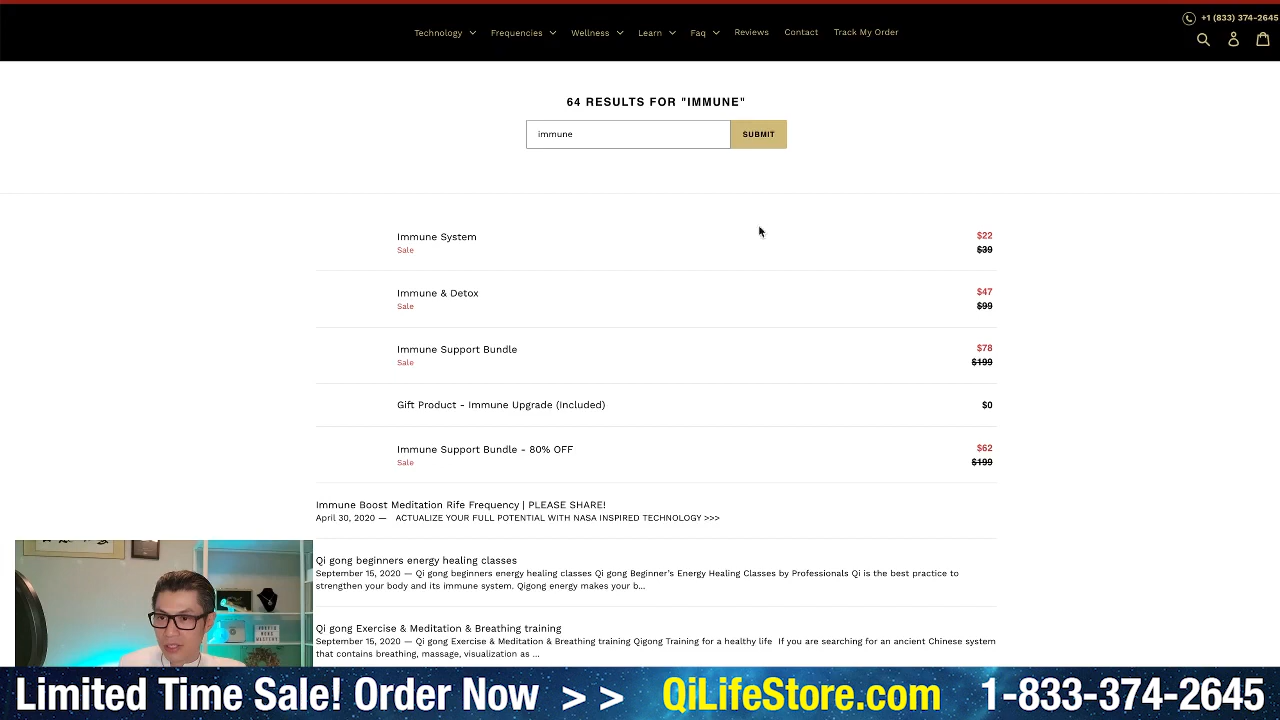 +1 (833) 374-2645
Technology Frequencies Wellness Learn Faq Reviews Contact Track My Order
64 RESULTS FOR "IMMUNE"
immune SUBMIT
Immune System $22
Sale $39
Immune & Detox $47
Sale $99
Immune Support Bundle $78
Sale $199
Gift Product - Immune Upgrade (Included) $0
Immune Support Bundle - 80% OFF $62
Sale $199
Immune Boost Meditation Rife Frequency | PLEASE SHARE!
April 30, 2020 — ACTUALIZE YOUR FULL POTENTIAL WITH NASA INSPIRED TECHNOLOGY >>>
Qi gong beginners energy healing classes
September 15, 2020 — Qi gong beginners energy healing classes Qi gong Beginner's Energy Healing Classes by Professionals Qi is the best practice to
strengthen your body and its immune system. Qigong energy makes your b...
Qi gong Exercise & Meditation & Breathing training
September 15, 2020 — Qi gong Exercise & Meditation & Breathing training Qigong Training for a healthy life If you are searching for an ancient Chinese system
that contains breathing, massage, visualization as ...
Limited Time Sale! Order Now > > QiLifeStore.com 1-833-374-2645